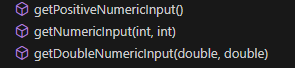 getPositiveNumericInput()
getNumericInput(int, int)
getDoubleNumericInput(double, double)